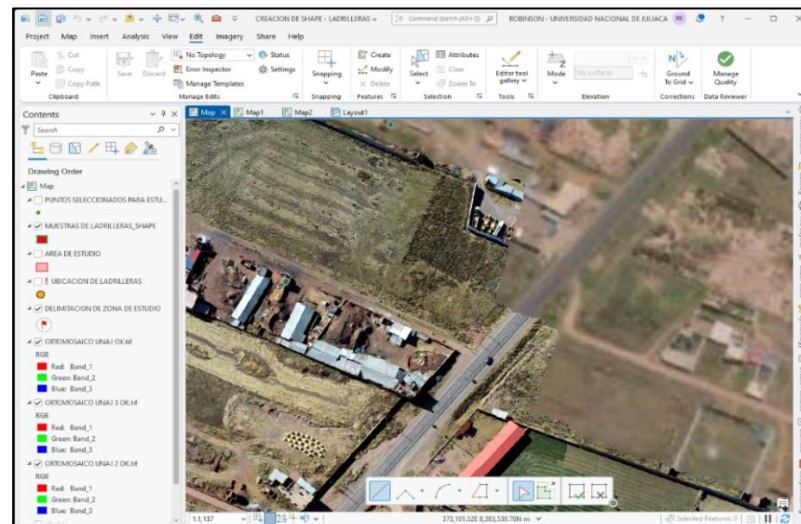 CREACION DE SHAPE - LADRILLERAS
Command Search (Alt+Q)
ROBINSON - UNIVERSIDAD NACIONAL DE JULIACA
RE
?
Project Map Insert Analysis View Edit Imagery Share Help
Paste
Cut
Copy
Copy Path
Clipboard
Save Discard
No Topology
Error Inspector
Manage Templates
Status
Settings
Manage Edits
Snapping
Snapping
Create
Modify
Delete
Features
Select
Attributes
Clear
Zoom To
Selection
Editor tool
gallery
Tools
Mode
No surfaces
Elevation
Ground
To Grid
Corrections
Manage
Quality
Data Reviewer
Contents
Search
Drawing Order
Map
PUNTOS SELECCIONADOS PARA ESTU...
MUESTRAS DE LADRILLERAS_SHAPE
AREA DE ESTUDIO
! UBICACION DE LADRILLERAS
DELIMITACION DE ZONA DE ESTUDIO
ORTOMOSAICO UNAJ OK.tif
RGB
Red: Band_1
Green: Band_2
Blue: Band_3
ORTOMOSAICO UNAJ 3 OK.tif
RGB
Red: Band_1
Green: Band_2
Blue: Band_3
ORTOMOSAICO UNAJ 2 OK.tif
RGB
Red: Band_1
Green: Band_2
Blue: Band_3
Map Map1 Map2 Layout1
1:1,137
373,101.52E 8,283,538.76N m
Selected Features: 0